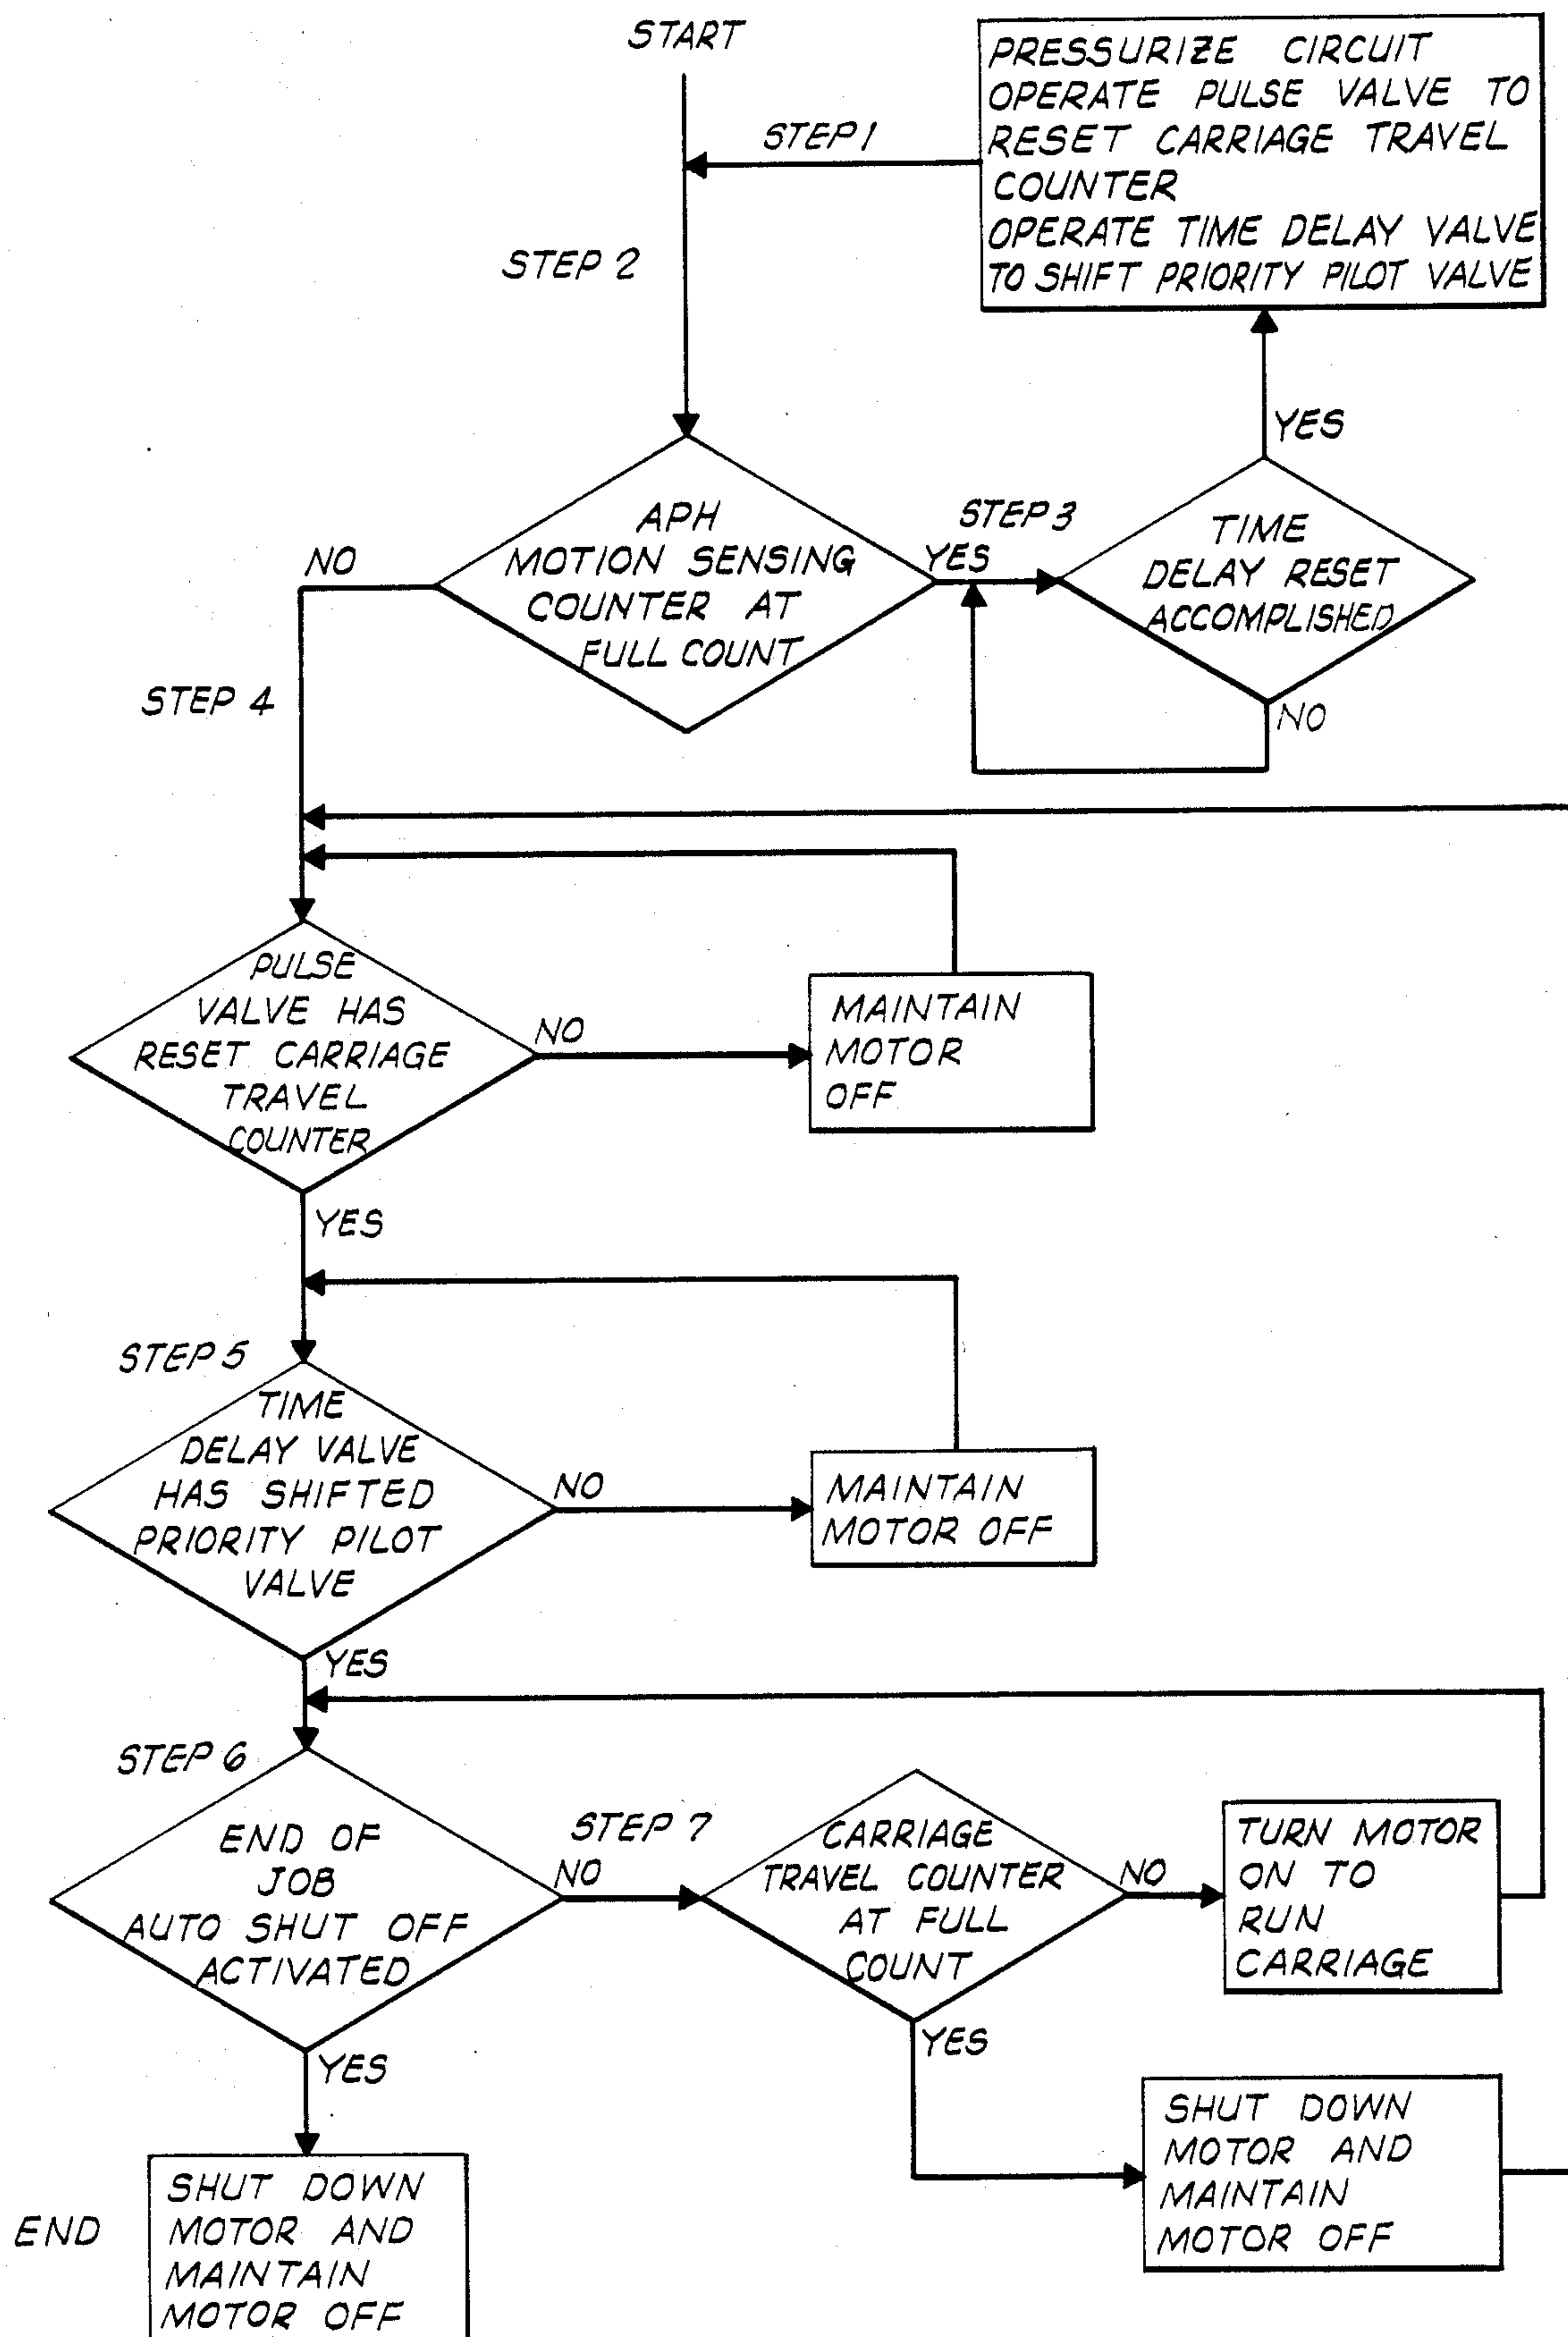 START
PRESSURIZE CIRCUIT
OPERATE PULSE VALVE TO
RESET CARRIAGE TRAVEL
COUNTER
OPERATE TIME DELAY VALVE
TO SHIFT PRIORITY PILOT VALVE
STEP 1
STEP 2
YES
APH
MOTION SENSING
COUNTER AT
FULL COUNT
NO
YES
STEP 3
TIME
DELAY RESET
ACCOMPLISHED
NO
STEP 4
PULSE
VALVE HAS
RESET CARRIAGE
TRAVEL
COUNTER
NO
MAINTAIN
MOTOR
OFF
YES
STEP 5
TIME
DELAY VALVE
HAS SHIFTED
PRIORITY PILOT
VALVE
NO
MAINTAIN
MOTOR OFF
YES
STEP 6
END OF
JOB
AUTO SHUT OFF
ACTIVATED
NO
STEP 7
CARRIAGE
TRAVEL COUNTER
AT FULL
COUNT
NO
TURN MOTOR
ON TO
RUN
CARRIAGE
YES
YES
SHUT DOWN
MOTOR AND
MAINTAIN
MOTOR OFF
END
SHUT DOWN
MOTOR AND
MAINTAIN
MOTOR OFF